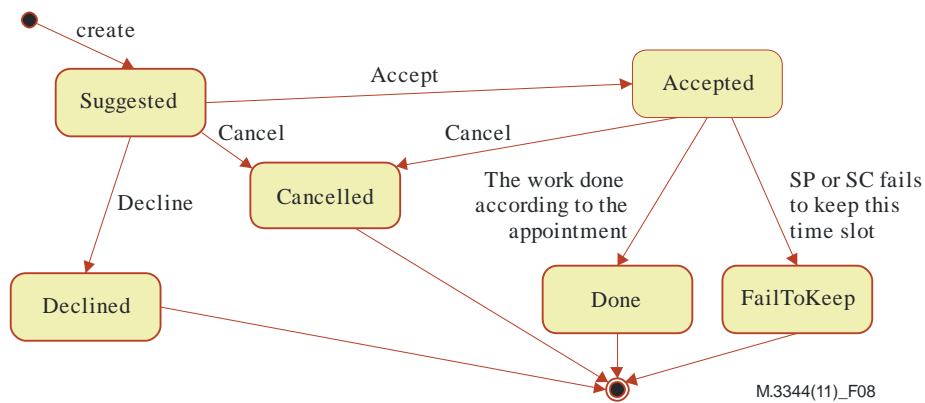 create
Suggested
Accept
Accepted
Cancel
Cancel
Cancelled
Decline
The work done
according to the
appointment
SP or SC fails
to keep this
time slot
Declined
Done
FailToKeep
M.3344(11)_F08